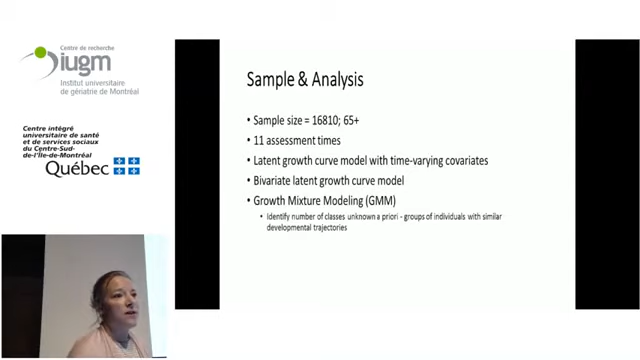 Centre de recherche
iugm
Institut universitaire
de gériatrie de Montréal
Centre intégré
universitaire de santé
et de services sociaux
du Centre-Sud-
de-l'Île-de-Montréal
Québec
Sample & Analysis
• Sample size = 16810; 65+
• 11 assessment times
• Latent growth curve model with time-varying covariates
• Bivariate latent growth curve model
• Growth Mixture Modeling (GMM)
• Identify number of classes unknown a priori - groups of individuals with similar
developmental trajectories